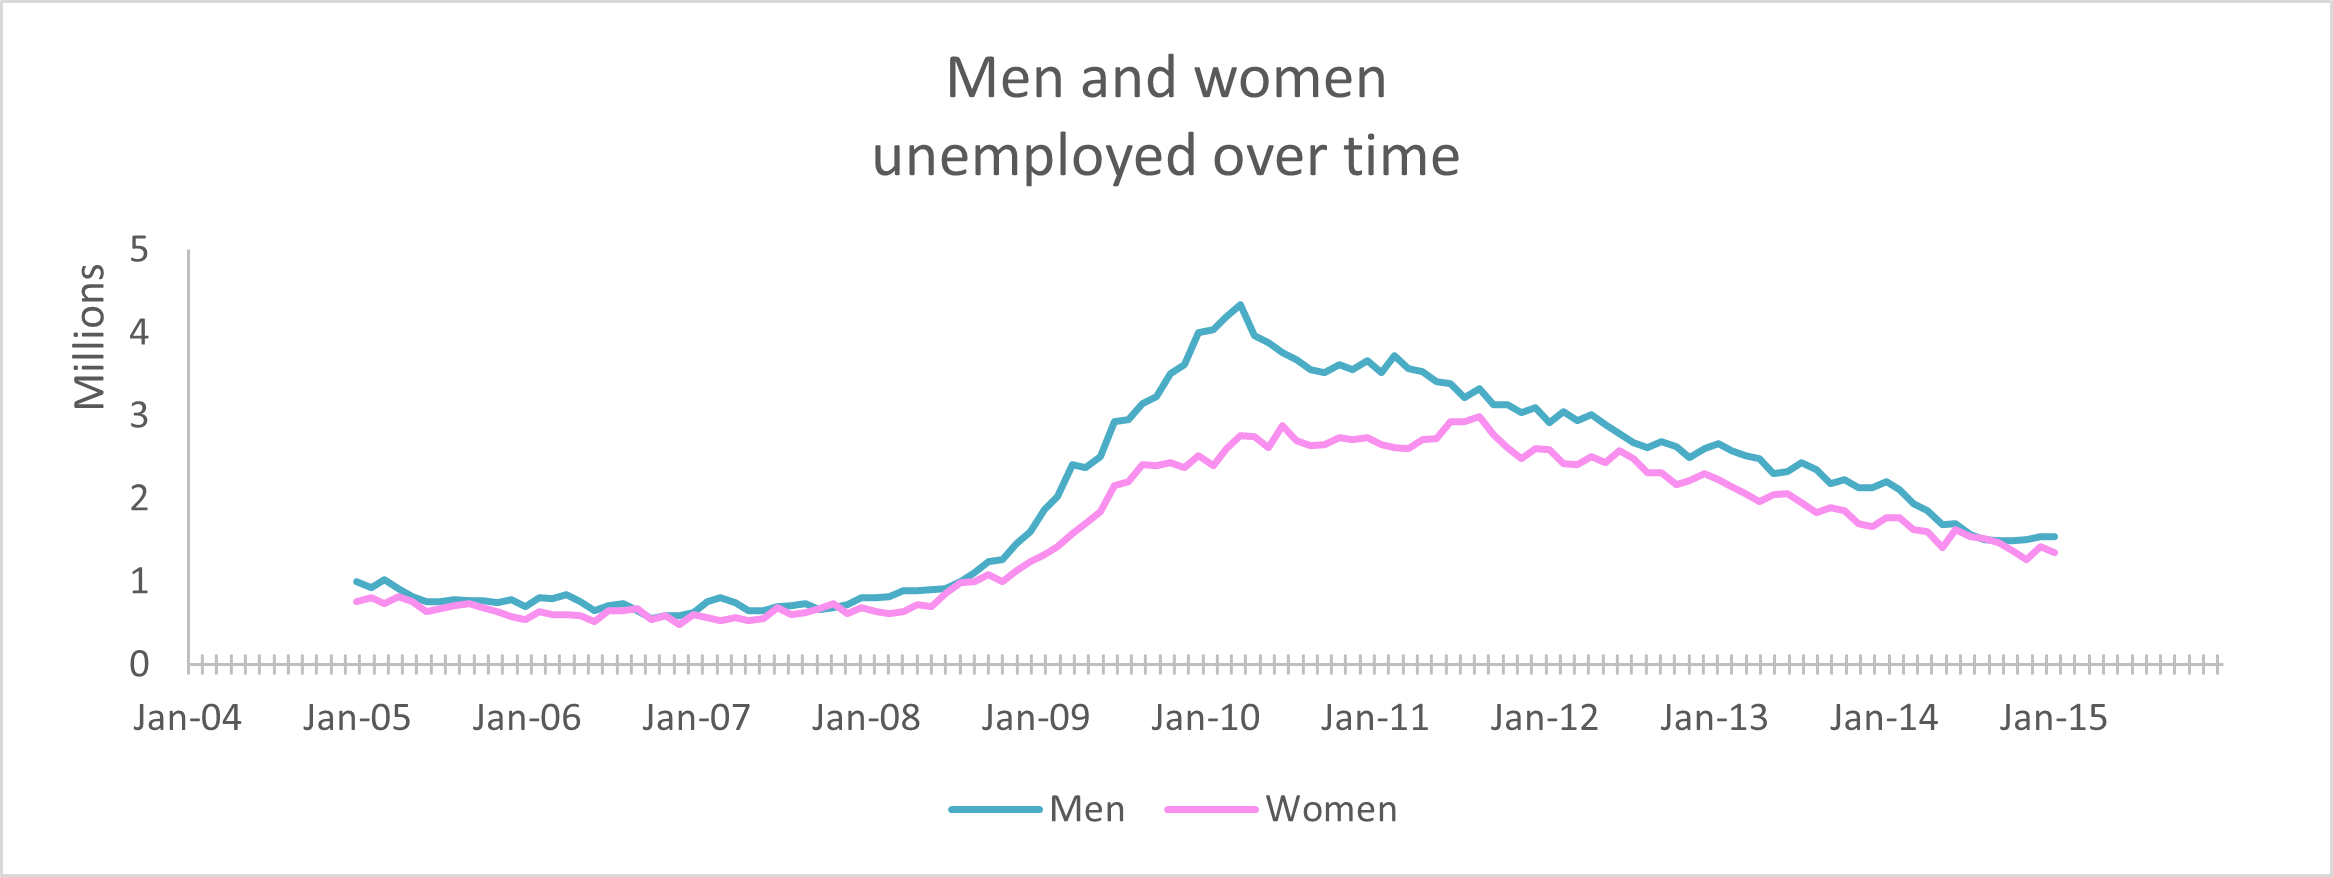 Men and women
unemployed over time
Millions
5
4
3
2
1
0
Jan-04 Jan-05 Jan-06 Jan-07 Jan-08 Jan-09 Jan-10 Jan-11 Jan-12 Jan-13 Jan-14 Jan-15
Men Women